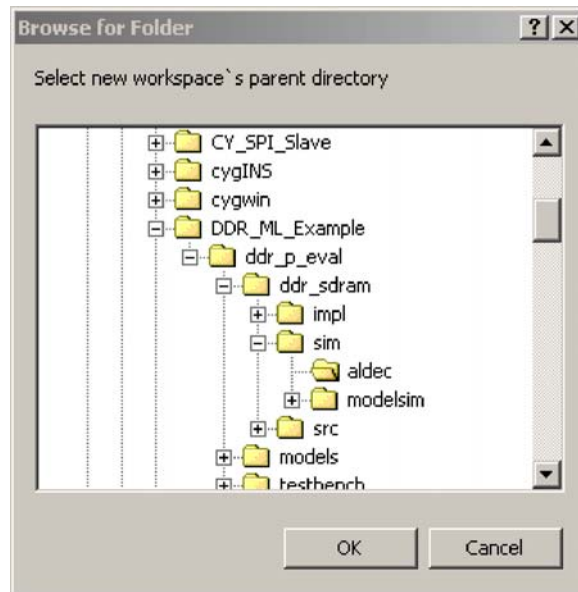 Browse for Folder
Select new workspace`s parent directory
CY_SPI_Slave
cygINS
cygwin
DDR_ML_Example
ddr_p_eval
ddr_sdram
impl
sim
aldec
modelsim
src
models
testbench
OK Cancel